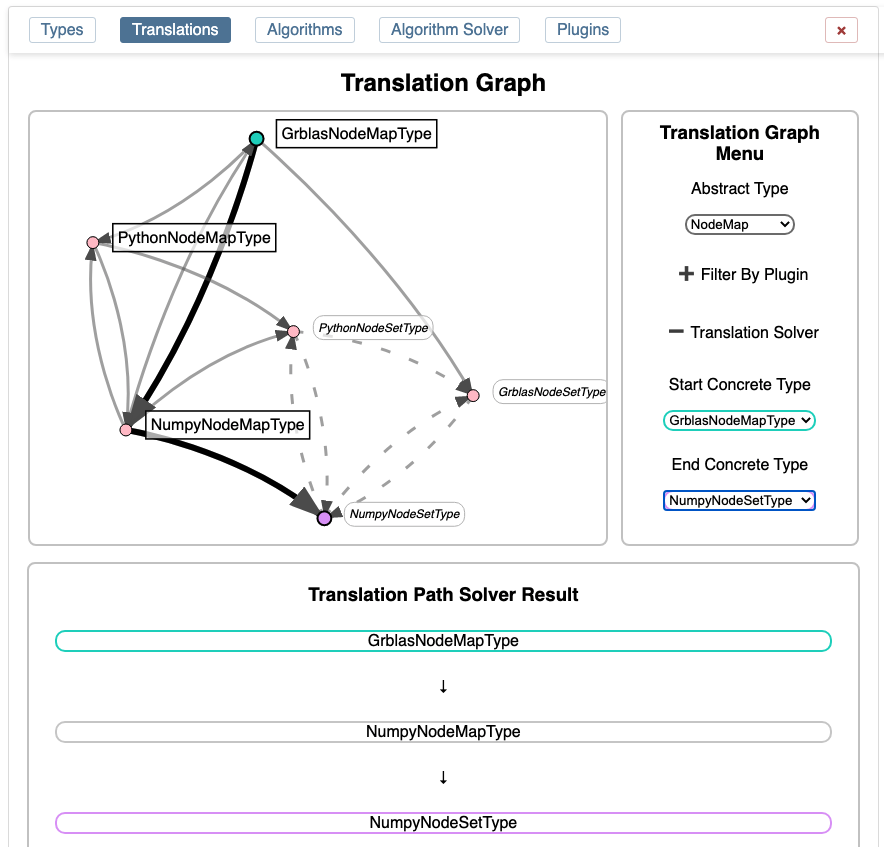 Types
Translations
Algorithms
Algorithm Solver
Plugins
×
Translation Graph
GrblasNodeMapType
PythonNodeMapType
PythonNodeSetType
GrblasNodeSetType
NumpyNodeMapType
NumpyNodeSetType
Translation Graph
Menu
Abstract Type
NodeMap
+ Filter By Plugin
− Translation Solver
Start Concrete Type
GrblasNodeMapType
End Concrete Type
NumpyNodeSetType
Translation Path Solver Result
GrblasNodeMapType
↓
NumpyNodeMapType
↓
NumpyNodeSetType